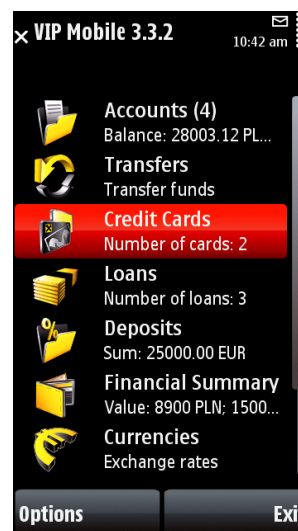 × VIP Mobile 3.3.2
10:42 am
Accounts (4)
Balance: 28003.12 PL...
Transfers
Transfer funds
Credit Cards
Number of cards: 2
Loans
Number of loans: 3
Deposits
Sum: 25000.00 EUR
Financial Summary
Value: 8900 PLN; 1500...
Currencies
Exchange rates
Options Exi